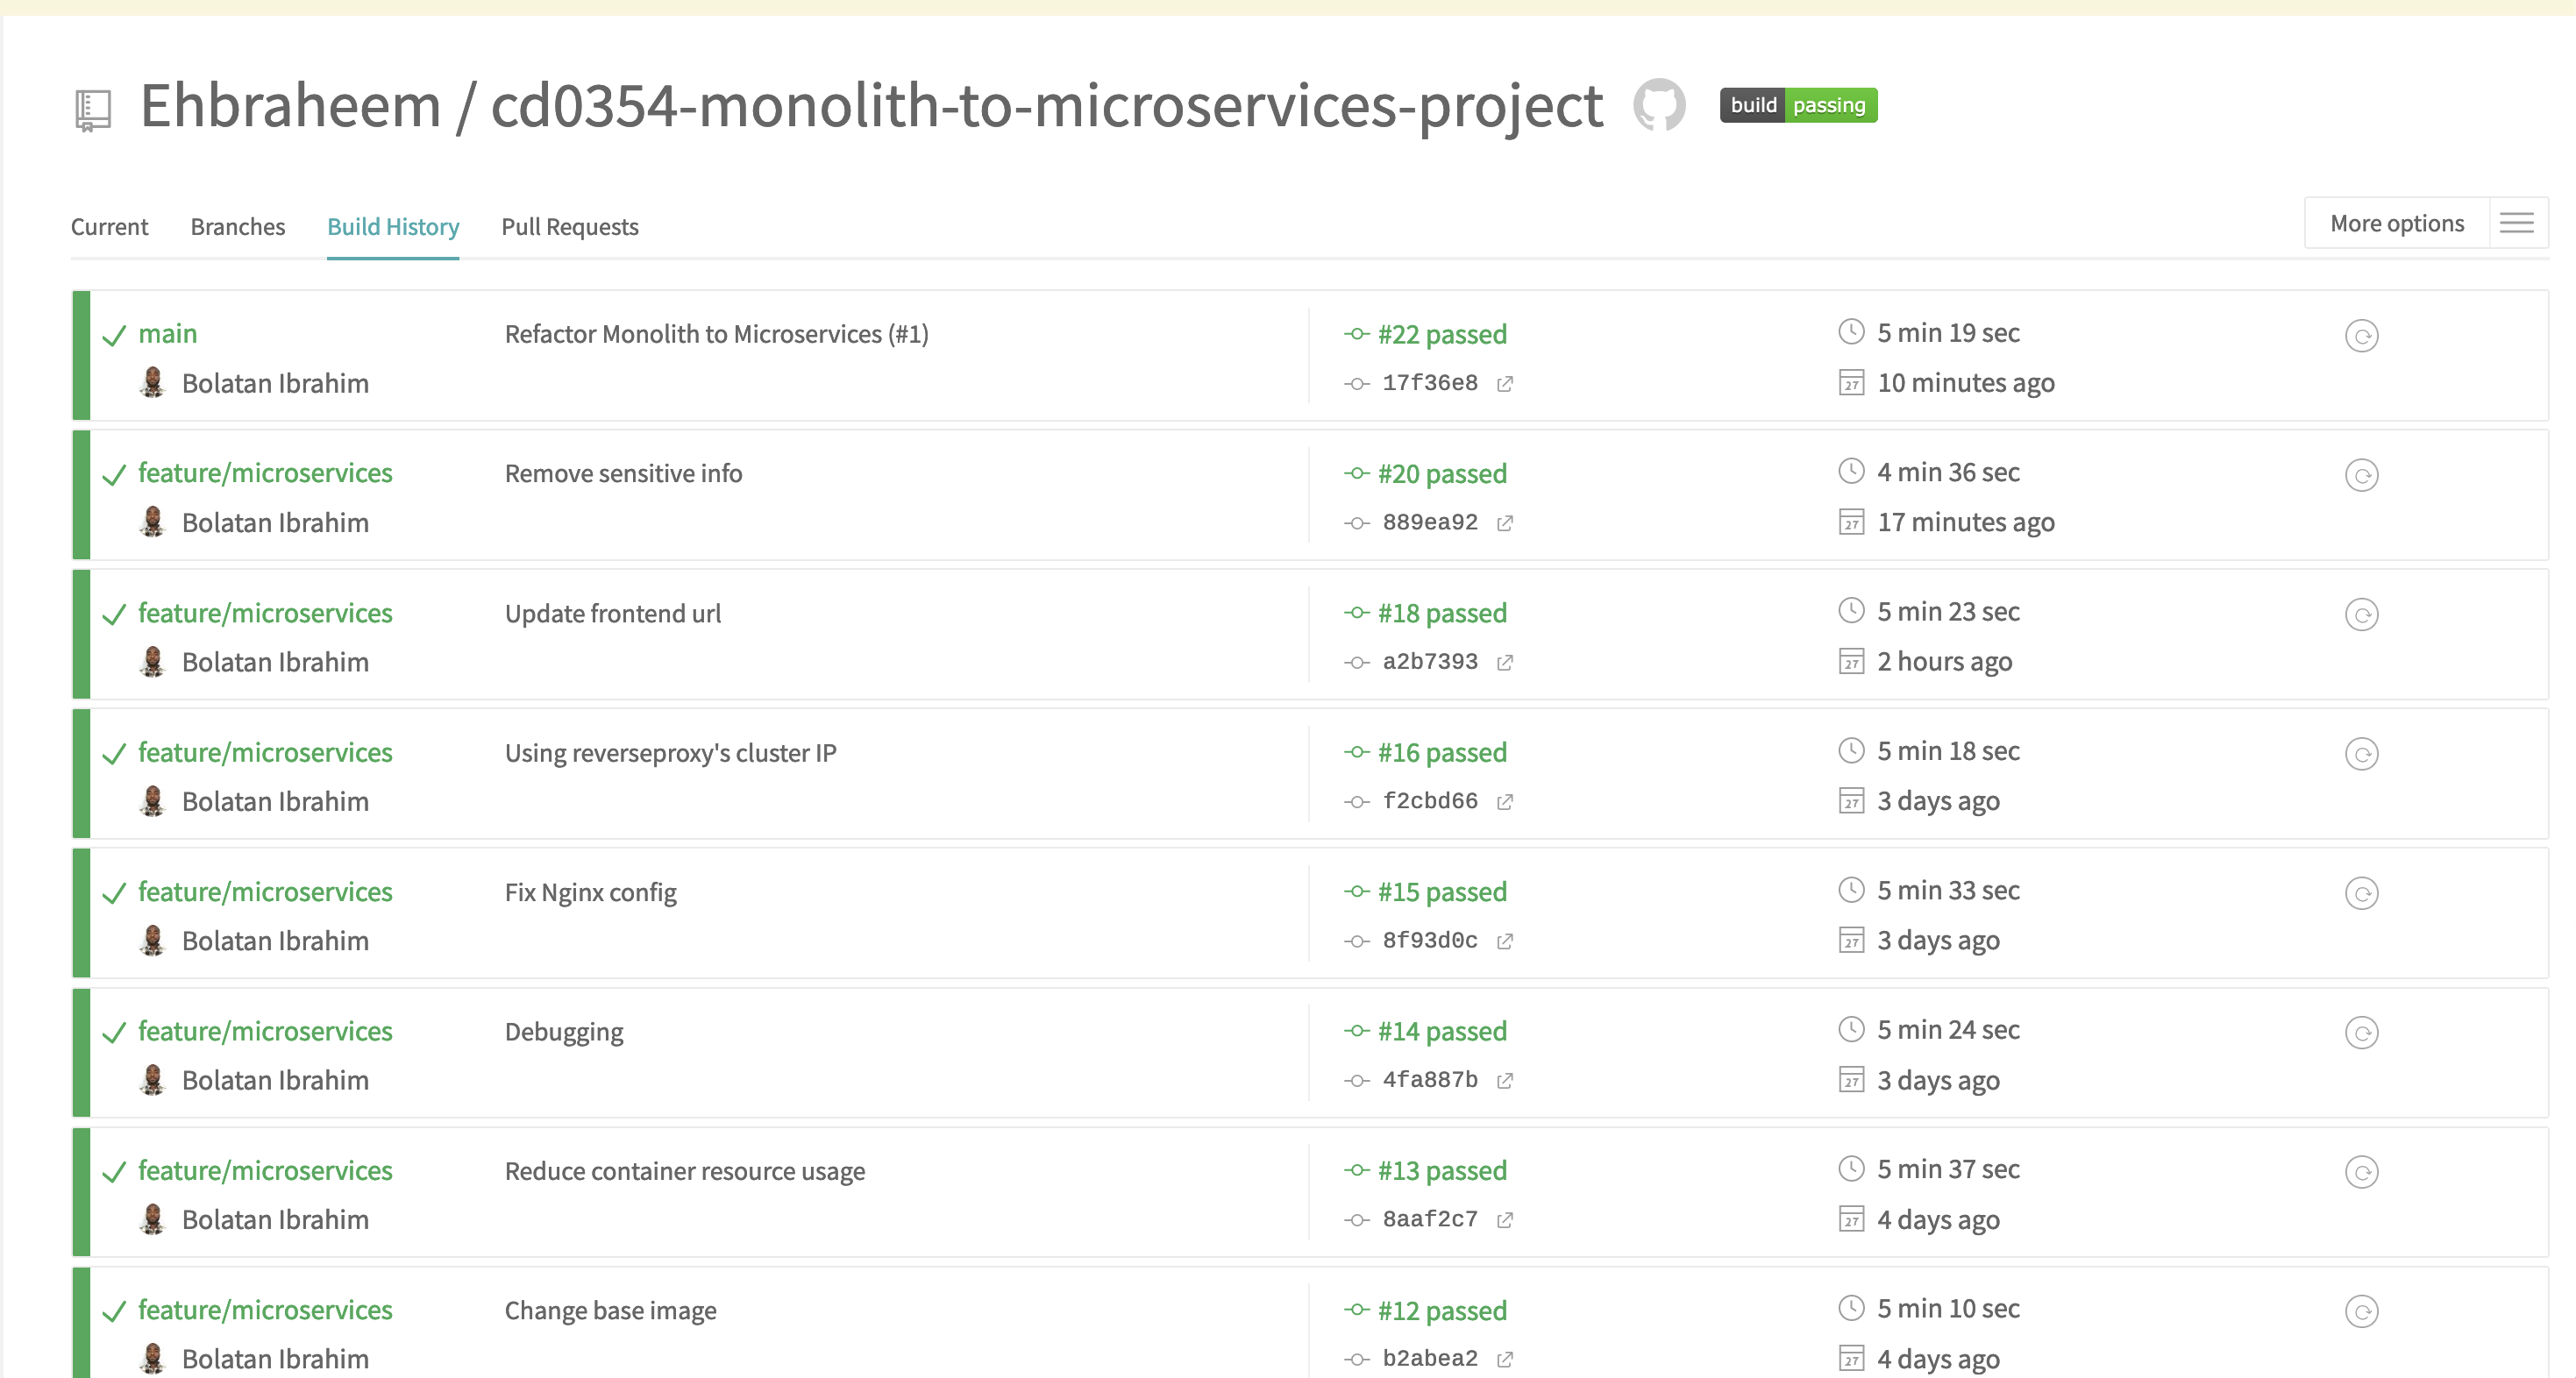 Ehbraheem / cd0354-monolith-to-microservices-project build passing
Current Branches Build History Pull Requests More options
main Refactor Monolith to Microservices (#1) #22 passed 5 min 19 sec
Bolatan Ibrahim 17f36e8 27 10 minutes ago
feature/microservices Remove sensitive info #20 passed 4 min 36 sec
Bolatan Ibrahim 889ea92 27 17 minutes ago
feature/microservices Update frontend url #18 passed 5 min 23 sec
Bolatan Ibrahim a2b7393 27 2 hours ago
feature/microservices Using reverseproxy's cluster IP #16 passed 5 min 18 sec
Bolatan Ibrahim f2cbd66 27 3 days ago
feature/microservices Fix Nginx config #15 passed 5 min 33 sec
Bolatan Ibrahim 8f93d0c 27 3 days ago
feature/microservices Debugging #14 passed 5 min 24 sec
Bolatan Ibrahim 4fa887b 27 3 days ago
feature/microservices Reduce container resource usage #13 passed 5 min 37 sec
Bolatan Ibrahim 8aaf2c7 27 4 days ago
feature/microservices Change base image #12 passed 5 min 10 sec
Bolatan Ibrahim b2abea2 27 4 days ago